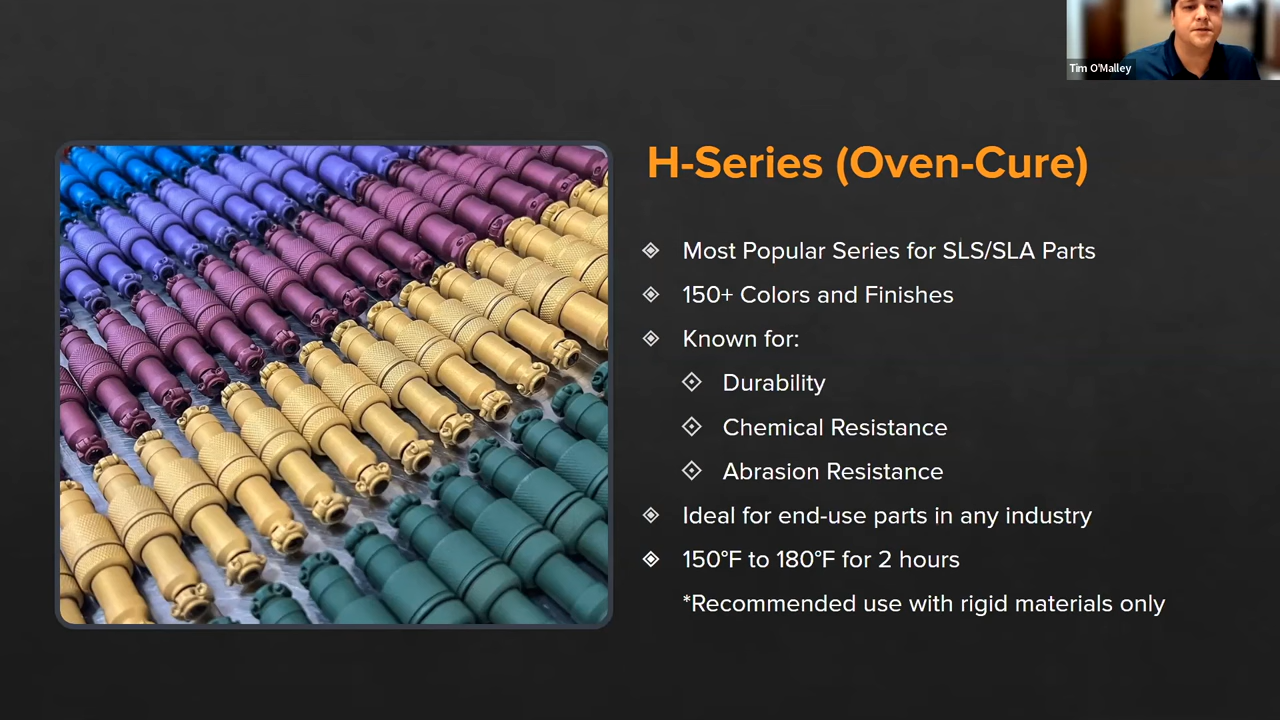 Tim O'Malley
H-Series (Oven-Cure)
Most Popular Series for SLS/SLA Parts
150+ Colors and Finishes
Known for:
Durability
Chemical Resistance
Abrasion Resistance
Ideal for end-use parts in any industry
150°F to 180°F for 2 hours
*Recommended use with rigid materials only